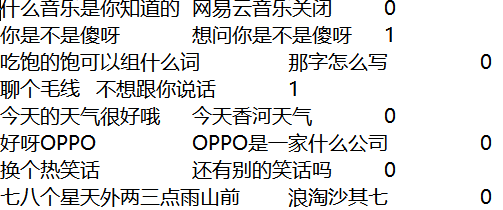 什么音乐是你知道的 网易云音乐关闭 0
你是不是傻呀 想问你是不是傻呀 1
吃饱的饱可以组什么词 那字怎么写 0
聊个毛线 不想跟你说话 1
今天的天气很好哦 今天香河天气 0
好呀OPPO OPPO是一家什么公司 0
换个热笑话 还有别的笑话吗 0
七八个星天外两三点雨山前 浪淘沙其七 0